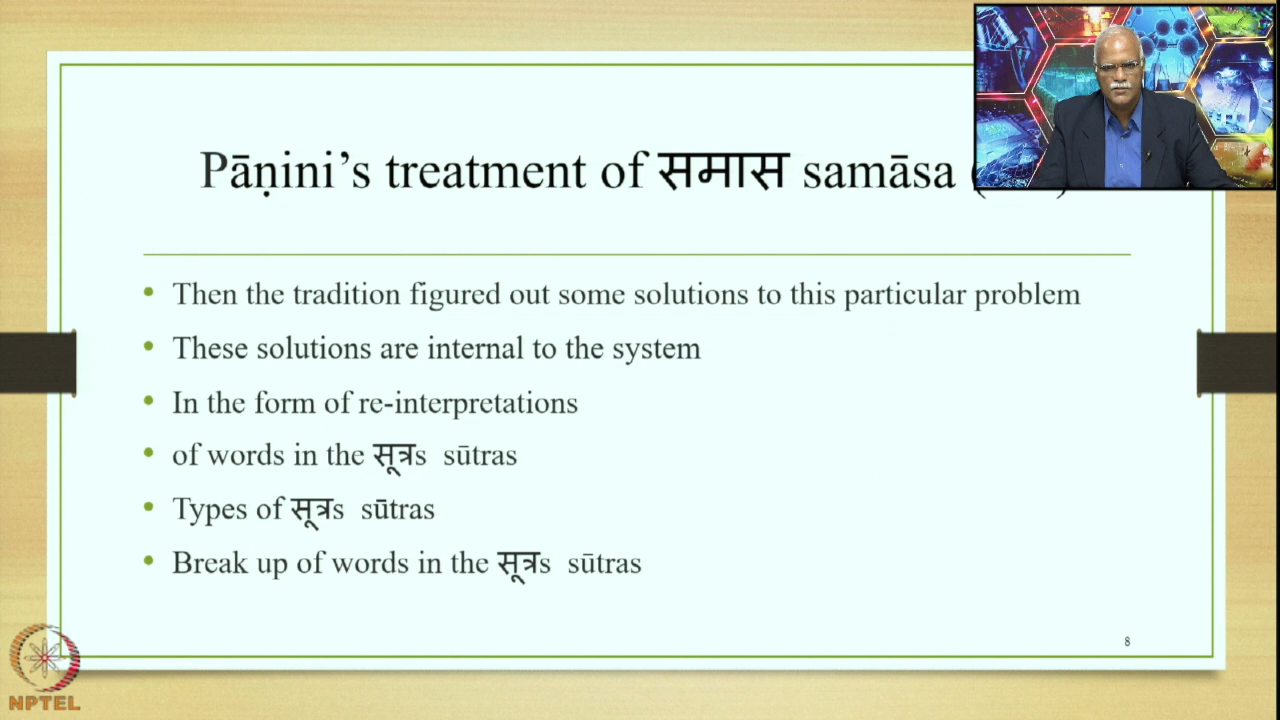 Pāṇini’s treatment of समास samāsa
• Then the tradition figured out some solutions to this particular problem
• These solutions are internal to the system
• In the form of re-interpretations
• of words in the सूत्रs sūtras
• Types of सूत्रs sūtras
• Break up of words in the सूत्रs sūtras
8
NPTEL